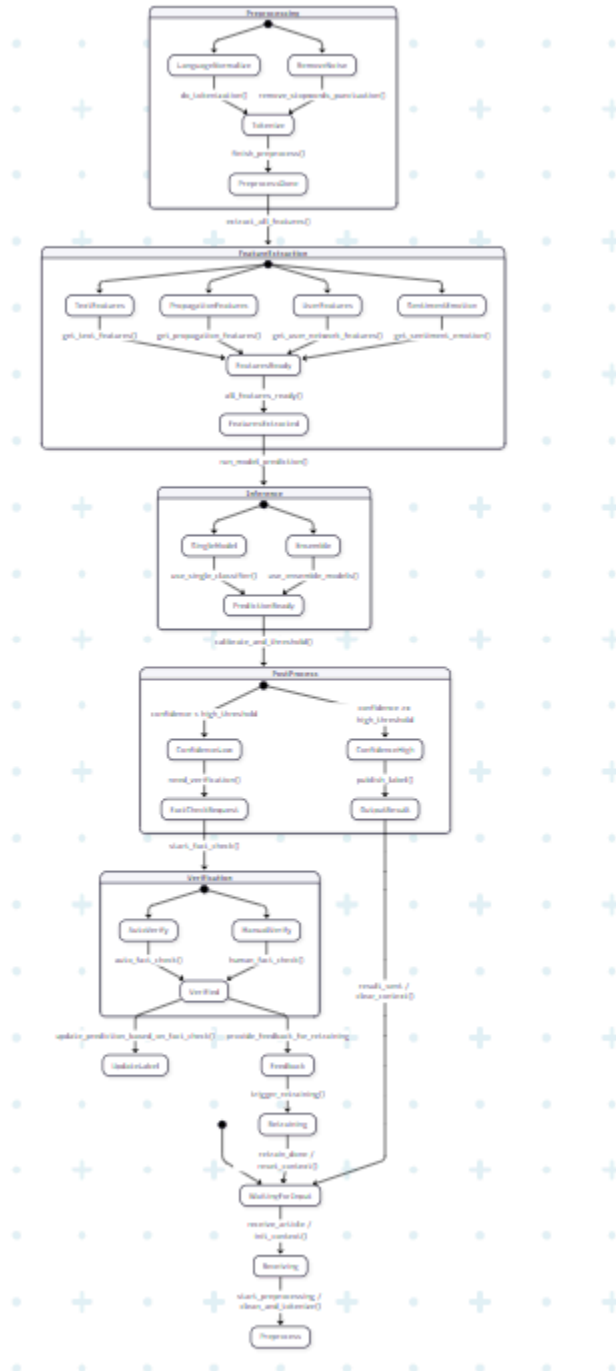 Preprocessing
LanguageNormalize
RemoveNoise
do_tokenization()
remove_stopwords_punctuation()
Tokenize
finish_preprocess()
PreprocessDone
extract_all_features()
FeatureExtraction
TextFeatures
PropagationFeatures
UserFeatures
SentimentEmotion
get_text_features()
get_propagation_features()
get_user_network_features()
get_sentiment_emotion()
FeaturesReady
all_features_ready()
FeaturesExtracted
run_model_prediction()
Inference
SingleModel
Ensemble
use_single_classifier()
use_ensemble_models()
PredictionReady
calibrate_and_threshold()
PostProcess
confidence < high_threshold
confidence >=
high_threshold
ConfidenceLow
ConfidenceHigh
need_verification()
publish_label()
FactCheckRequest
OutputResult
start_fact_check()
Verification
AutoVerify
ManualVerify
auto_fact_check()
human_fact_check()
Verified
result_sent /
clear_context()
update_prediction_based_on_fact_check()
provide_feedback_for_retraining
UpdateLabel
Feedback
trigger_retraining()
Retraining
retrain_done /
reset_context()
WaitingForInput
receive_article /
init_context()
Receiving
start_preprocessing /
clean_and_tokenize()
Preprocess